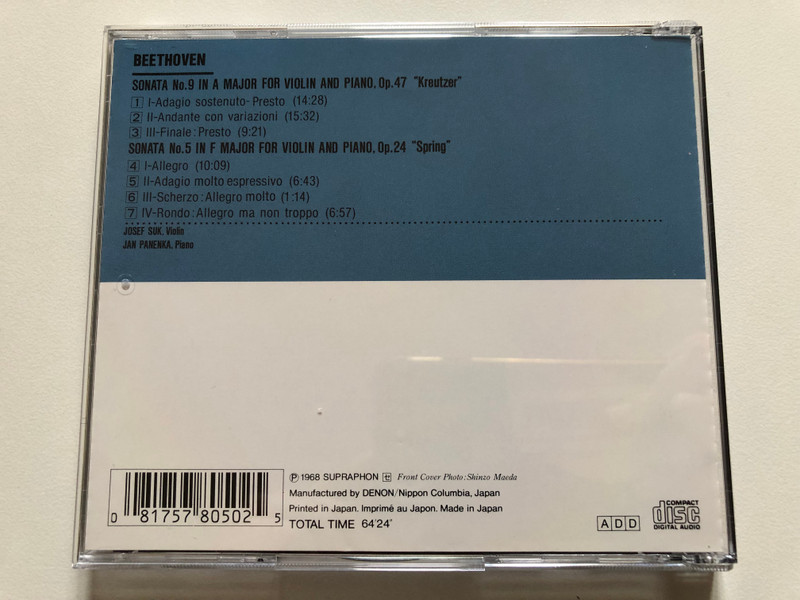 BEETHOVEN
SONATA No.9 IN A MAJOR FOR VIOLIN AND PIANO, Op.47 "Kreutzer"
1 I-Adagio sostenuto-Presto (14:28)
2 II-Andante con variazioni (15:32)
3 III-Finale:Presto (9:21)
SONATA No.5 IN F MAJOR FOR VIOLIN AND PIANO, Op.24 "Spring"
4 I-Allegro (10:09)
5 II-Adagio molto espressivo (6:43)
6 III-Scherzo:Allegro molto (1:14)
7 IV-Rondo:Allegro ma non troppo (6:57)
JOSEF SUK, Violin
JAN PANENKA, Piano
℗ 1968 SUPRAPHON Front Cover Photo:Shinzo Maeda
Manufactured by DENON/Nippon Columbia, Japan
Printed in Japan. Imprimé au Japon. Made in Japan
TOTAL TIME 64'24"
0 81757 80502 5
ADD
COMPACT
disc
DIGITAL AUDIO